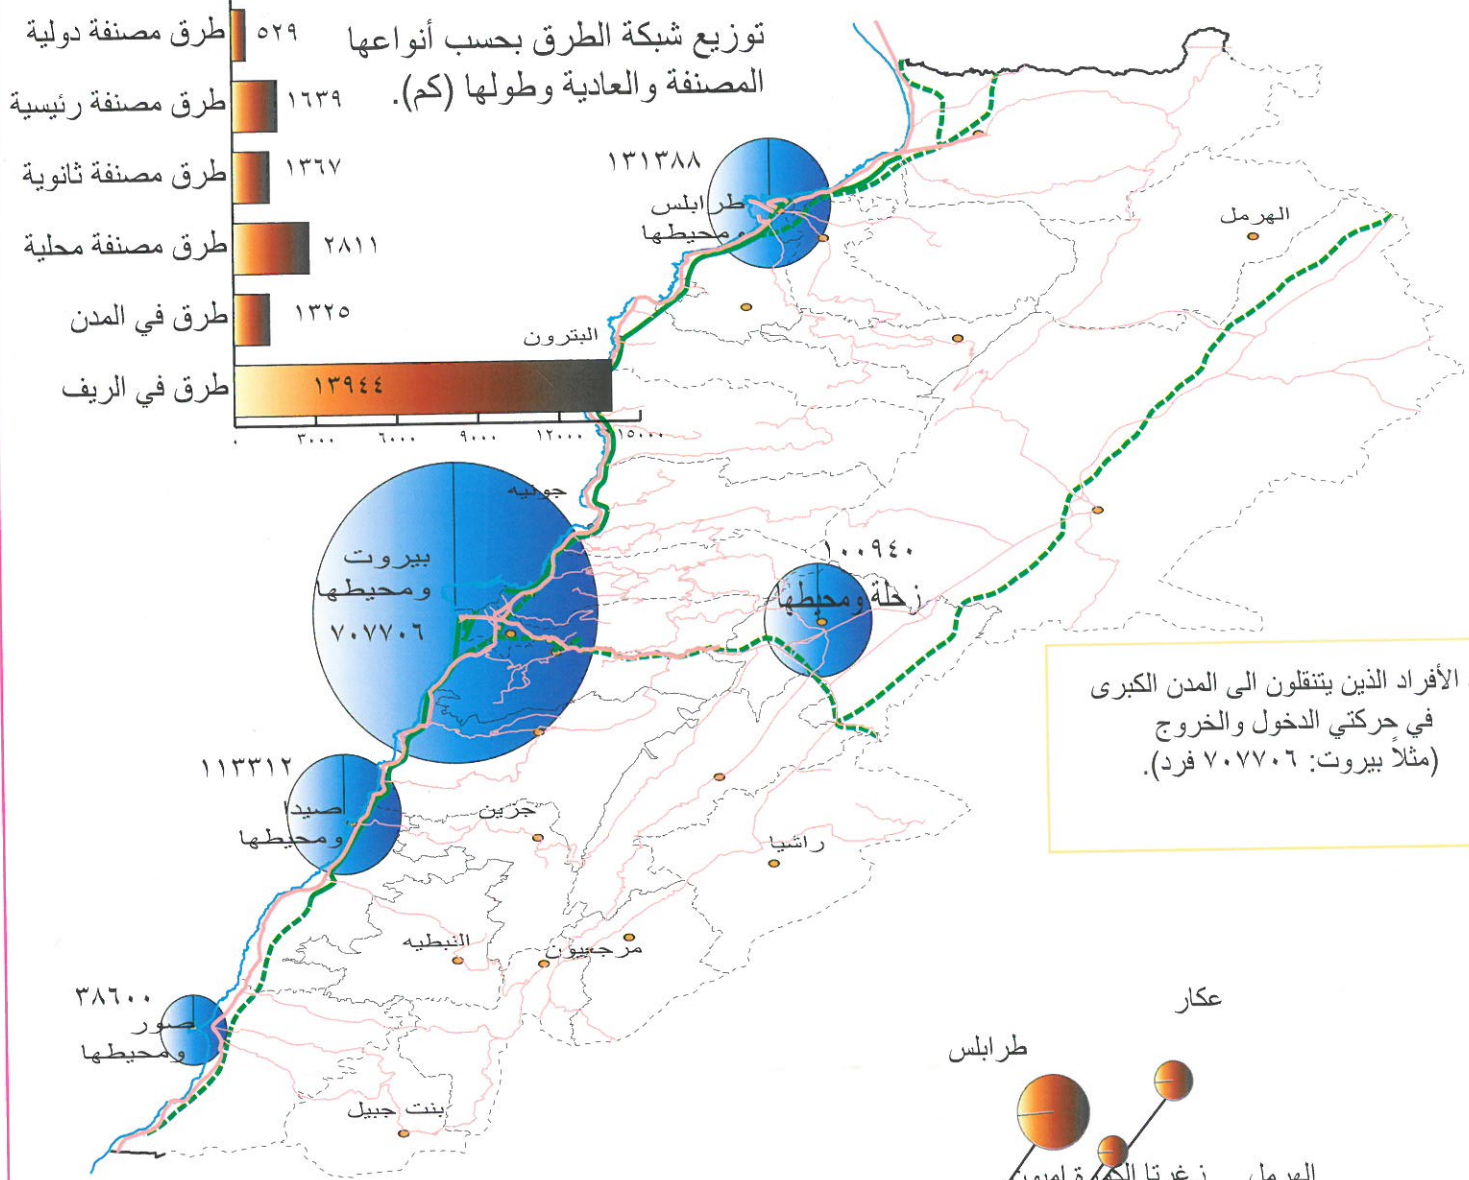 توزيع شبكة الطرق بحسب أنواعها
المصنفة والعادية وطولها (كم).
طرق مصنفة دولية ٥٢٩
طرق مصنفة رئيسية ١٦٣٩
طرق مصنفة ثانوية ١٣٦٧
طرق مصنفة محلية ٢٨١١
طرق في المدن ١٣٢٥
طرق في الريف ١٣٩٤٤
٠ ٣٠٠٠ ٦٠٠٠ ٩٠٠٠ ١٢٠٠٠ ١٥٠٠٠
١٣١٣٨٨
طرابلس
ومحيطها
الهرمل
البترون
جونيه
بيروت
ومحيطها
٧٠٧٧٠٦
١٠٠٩٤٠
زحلة ومحيطها
الأفراد الذين يتنقلون الى المدن الكبرى
في حركتي الدخول والخروج
(مثلاً بيروت: ٧٠٧٧٠٦ فرد).
١١٣٣١٢
صيدا
ومحيطها
جزين
راشيا
النبطيه
مرجعيون
٣٨٦٠٠
صور
ومحيطها
بنت جبيل
عكار
طرابلس
الهرمل
زغرتا